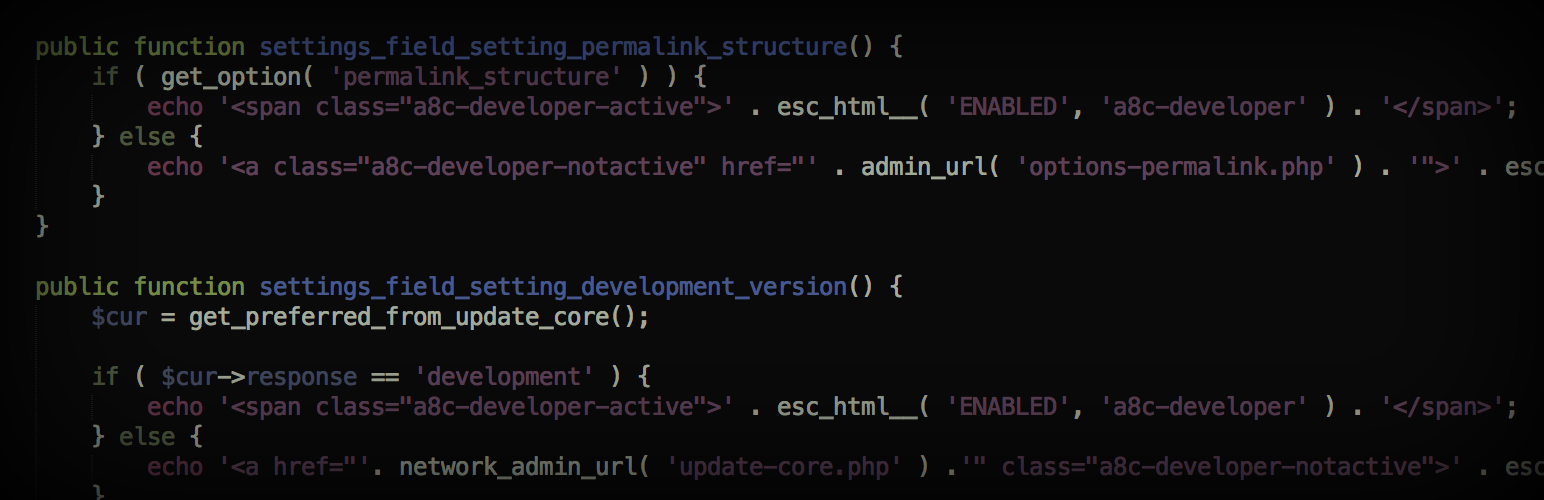 public function settings_field_setting_permalink_structure() {
if ( get_option( 'permalink_structure' ) ) {
echo '<span class="a8c-developer-active">' . esc_html__( 'ENABLED', 'a8c-developer' ) . '</span>';
} else {
echo '<a class="a8c-developer-notactive" href="' . admin_url( 'options-permalink.php' ) . '">' . esc
}
}
public function settings_field_setting_development_version() {
$cur = get_preferred_from_update_core();
if ( $cur->response == 'development' ) {
echo '<span class="a8c-developer-active">' . esc_html__( 'ENABLED', 'a8c-developer' ) . '</span>';
} else {
echo '<a href="'. network_admin_url( 'update-core.php' ) .'" class="a8c-developer-notactive">' . esc
}